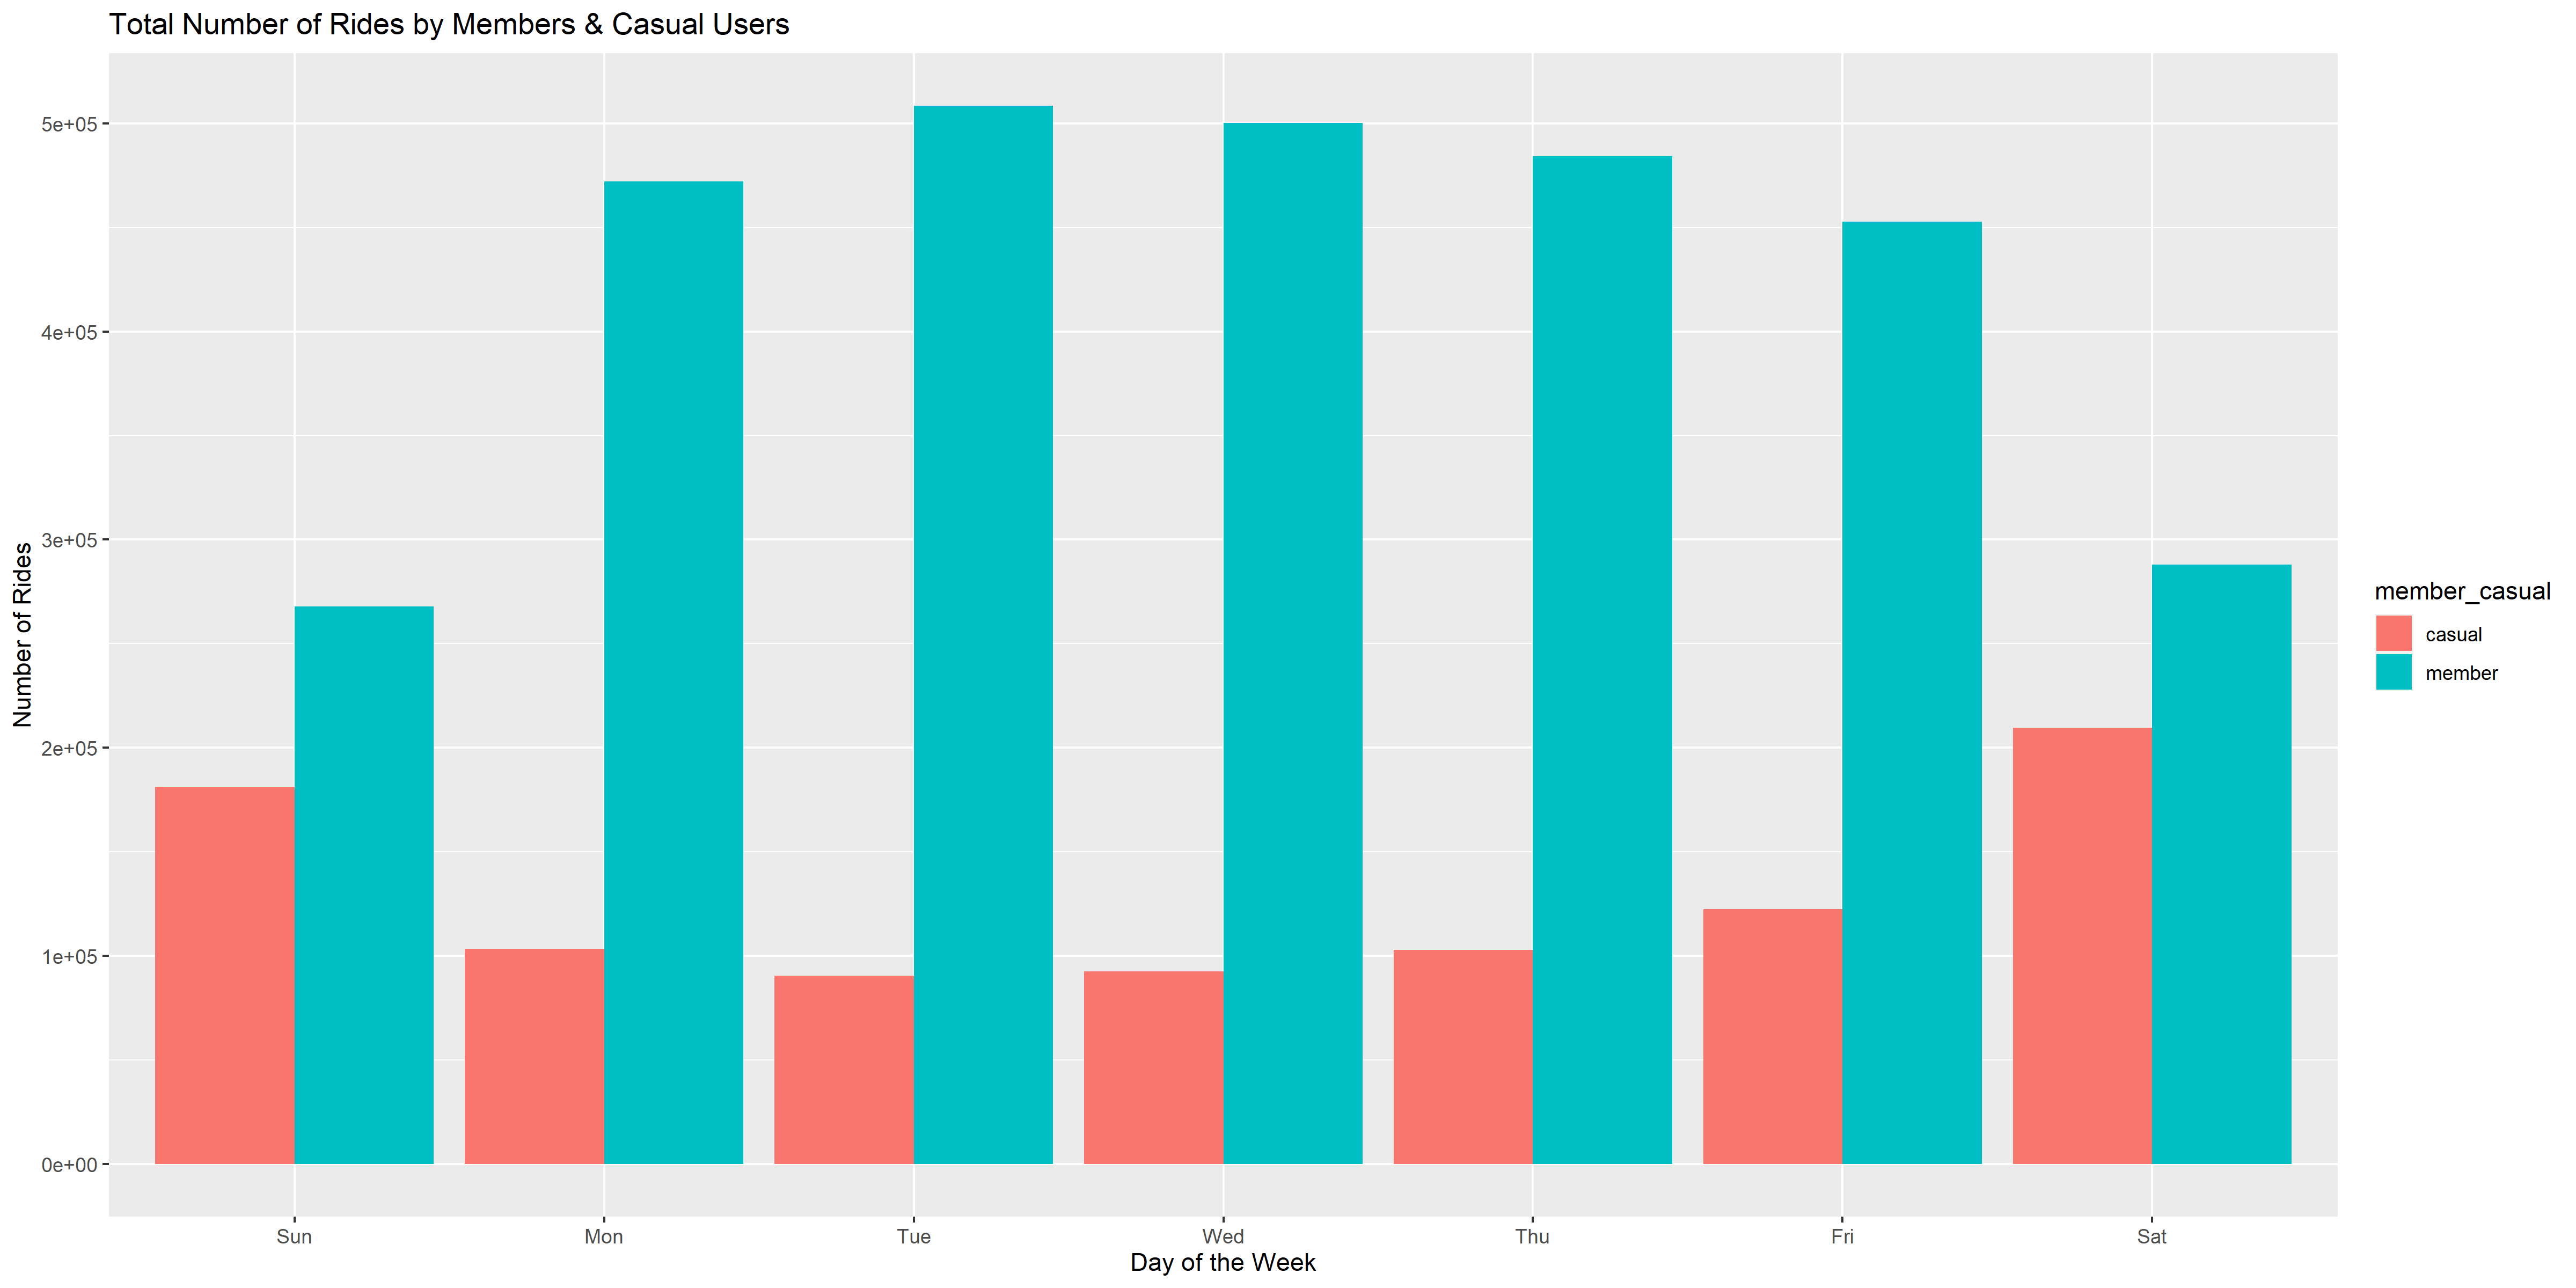 Total Number of Rides by Members & Casual Users
Number of Rides
5e+05
4e+05
3e+05
2e+05
1e+05
0e+00
Sun Mon Tue Wed Thu Fri Sat
Day of the Week
member_casual
casual
member